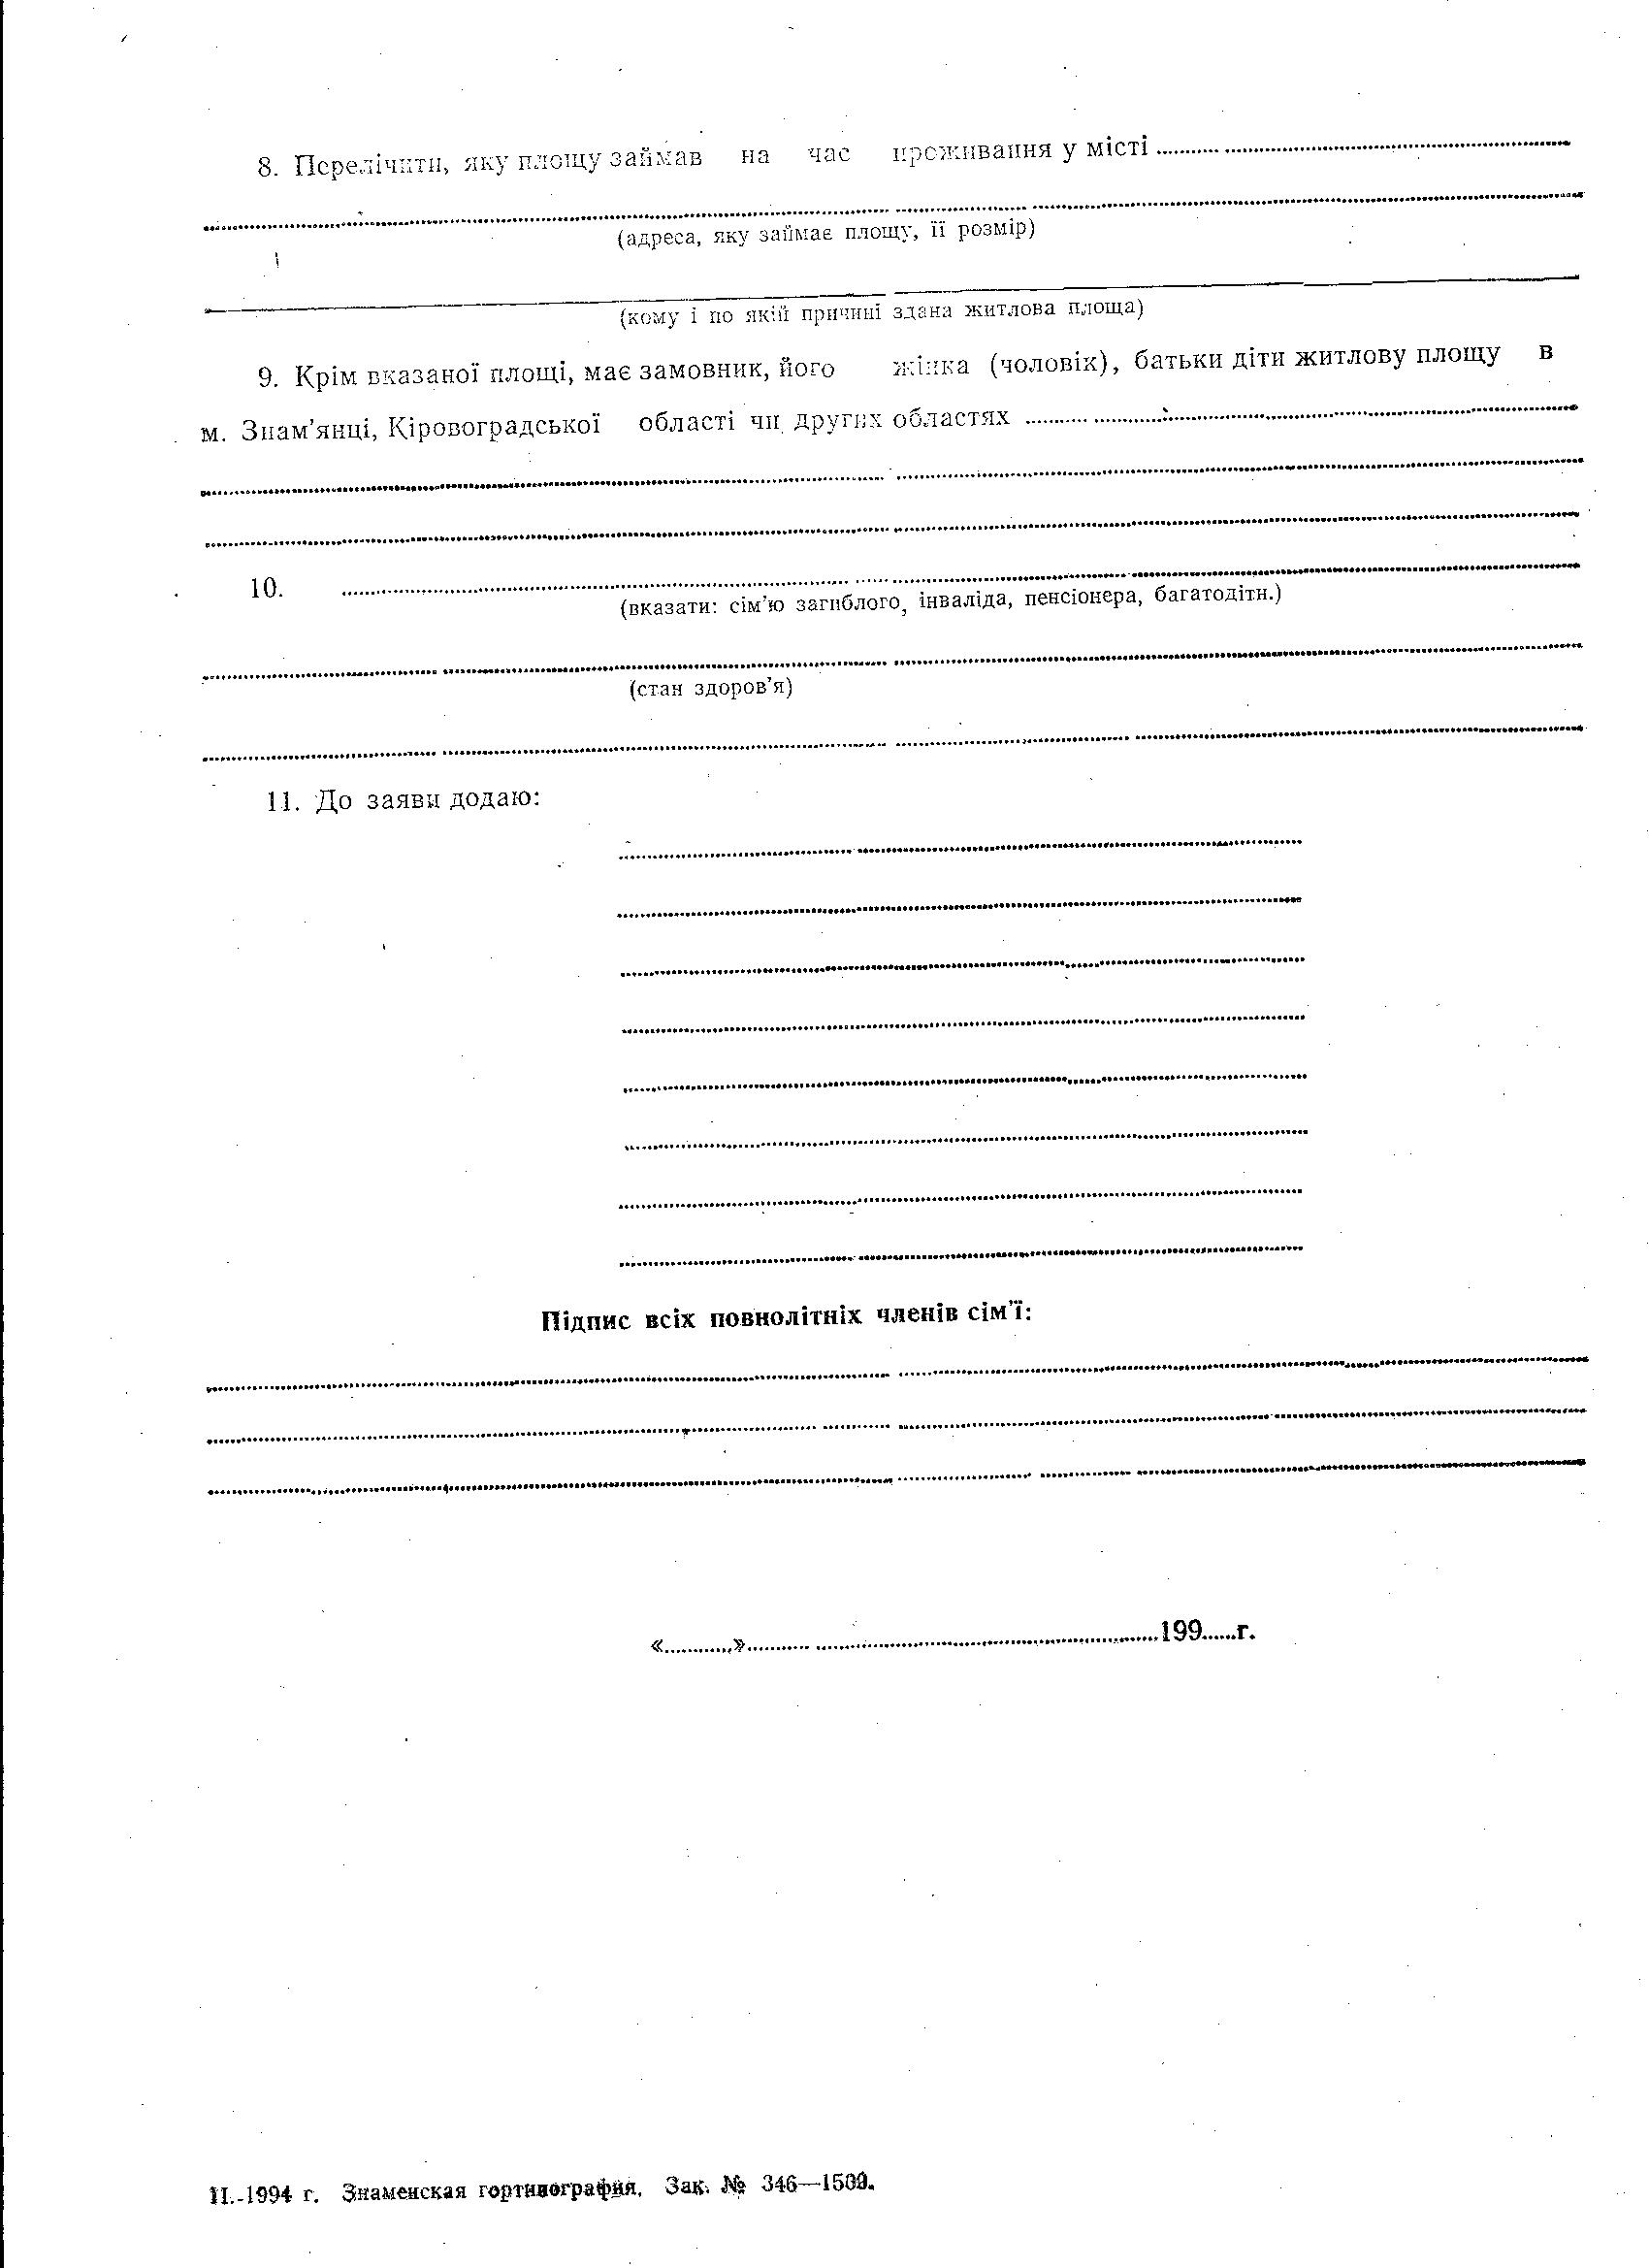 8. Перелічити, яку площу займав на час проживання у місті ....................
(адреса, яку займає площу, її розмір)
(кому і по якій причині здана житлова площа)
9. Крім вказаної площі, має замовник, його жінка (чоловік), батьки діти житлову площу в
м. Знам'янці, Кіровоградської області чи других областях ....................
10. ....................
(вказати: сім'ю загиблого, інваліда, пенсіонера, багатодітн.)
(стан здоров'я)
11. До заяви додаю:
Підпис всіх повнолітніх членів сім'ї:
«..........»....................199......г.
II.-1994 г. Знаменская гортипография. Зак. № 346—1500.